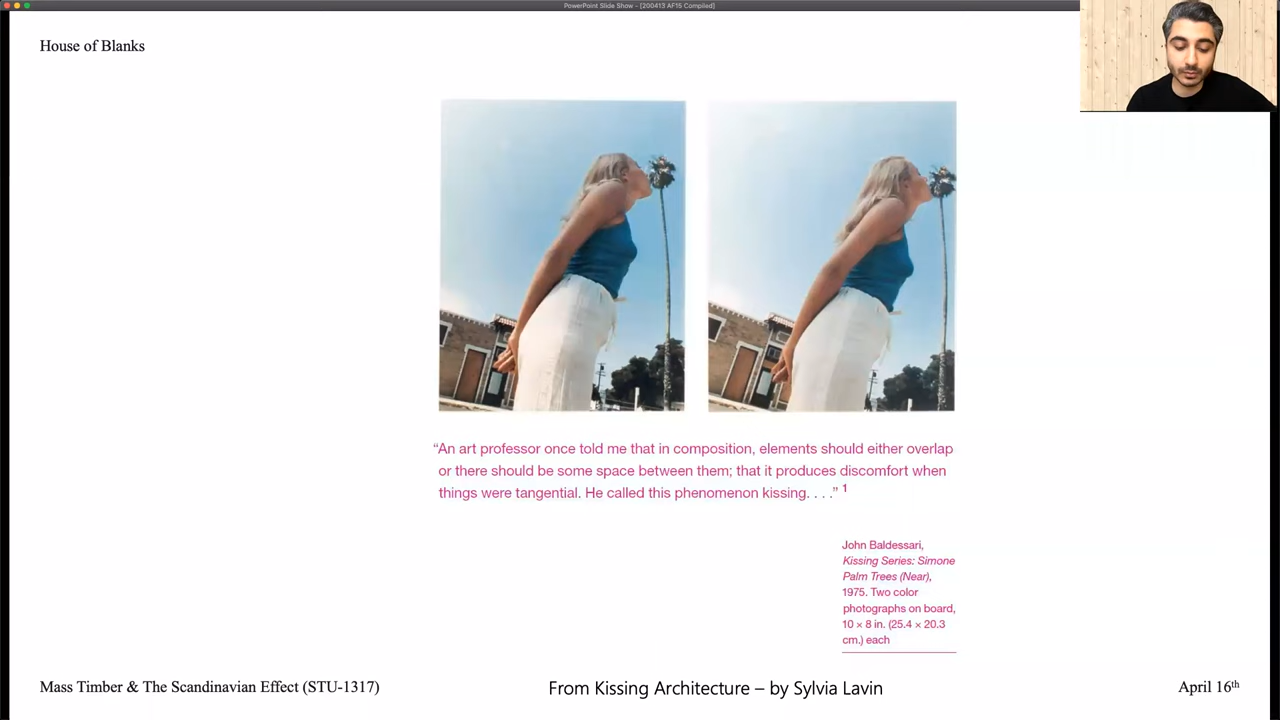 PowerPoint Slide Show - [200413 AF15 Compiled]
House of Blanks
“An art professor once told me that in composition, elements should either overlap
or there should be some space between them; that it produces discomfort when
things were tangential. He called this phenomenon kissing. . . .” 1
John Baldessari,
Kissing Series: Simone
Palm Trees (Near),
1975. Two color
photographs on board,
10 × 8 in. (25.4 × 20.3
cm.) each
Mass Timber & The Scandinavian Effect (STU-1317)
From Kissing Architecture – by Sylvia Lavin
April 16th